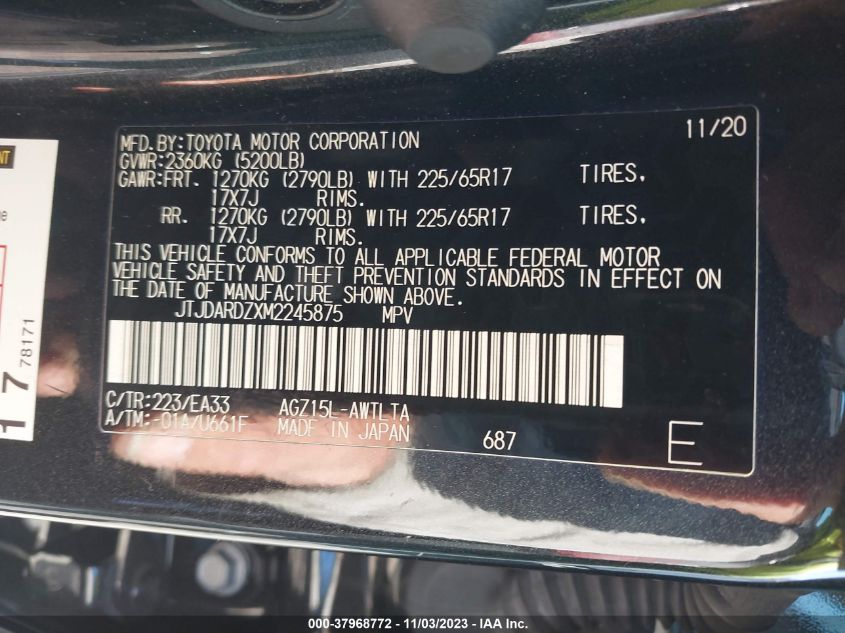 MFD.BY:TOYOTA MOTOR CORPORATION 11/20
GVWR:2360KG (5200LB)
GAWR:FRT. 1270KG (2790LB) WITH 225/65R17 TIRES,
17X7J RIMS.
RR. 1270KG (2790LB) WITH 225/65R17 TIRES,
17X7J RIMS.
THIS VEHICLE CONFORMS TO ALL APPLICABLE FEDERAL MOTOR
VEHICLE SAFETY AND THEFT PREVENTION STANDARDS IN EFFECT ON
THE DATE OF MANUFACTURE SHOWN ABOVE.
JTJDARDZXM2245875 MPV
C/TR:223/EA33 AGZ15L-AWTLTA
A/TM:-01A/U661F MADE IN JAPAN
687 E
17 78171
000-37968772 - 11/03/2023 - IAA Inc.